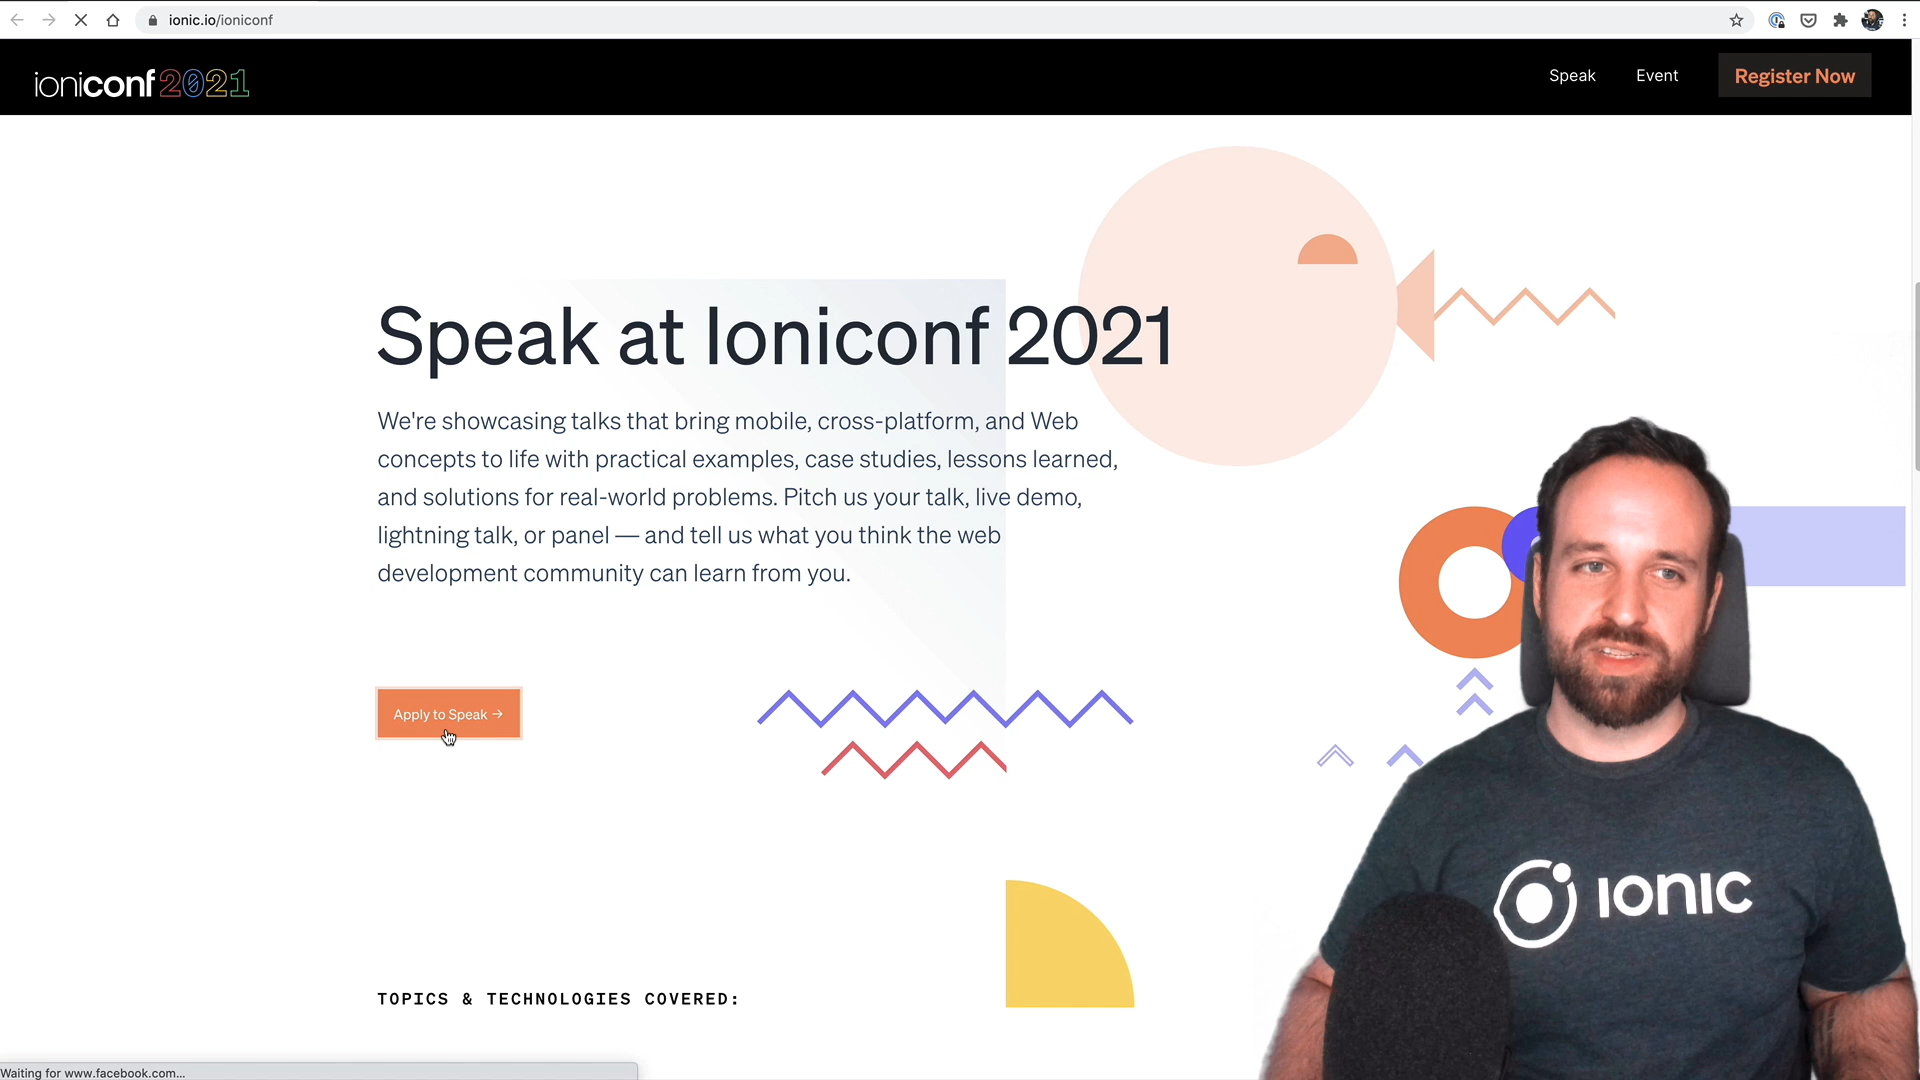 ionic.io/ioniconf
ioniconf 2021
Speak
Event
Register Now
Speak at Ioniconf 2021
We're showcasing talks that bring mobile, cross-platform, and Web
concepts to life with practical examples, case studies, lessons learned,
and solutions for real-world problems. Pitch us your talk, live demo,
lightning talk, or panel — and tell us what you think the web
development community can learn from you.
Apply to Speak →
IONIC
TOPICS & TECHNOLOGIES COVERED:
Waiting for www.facebook.com...